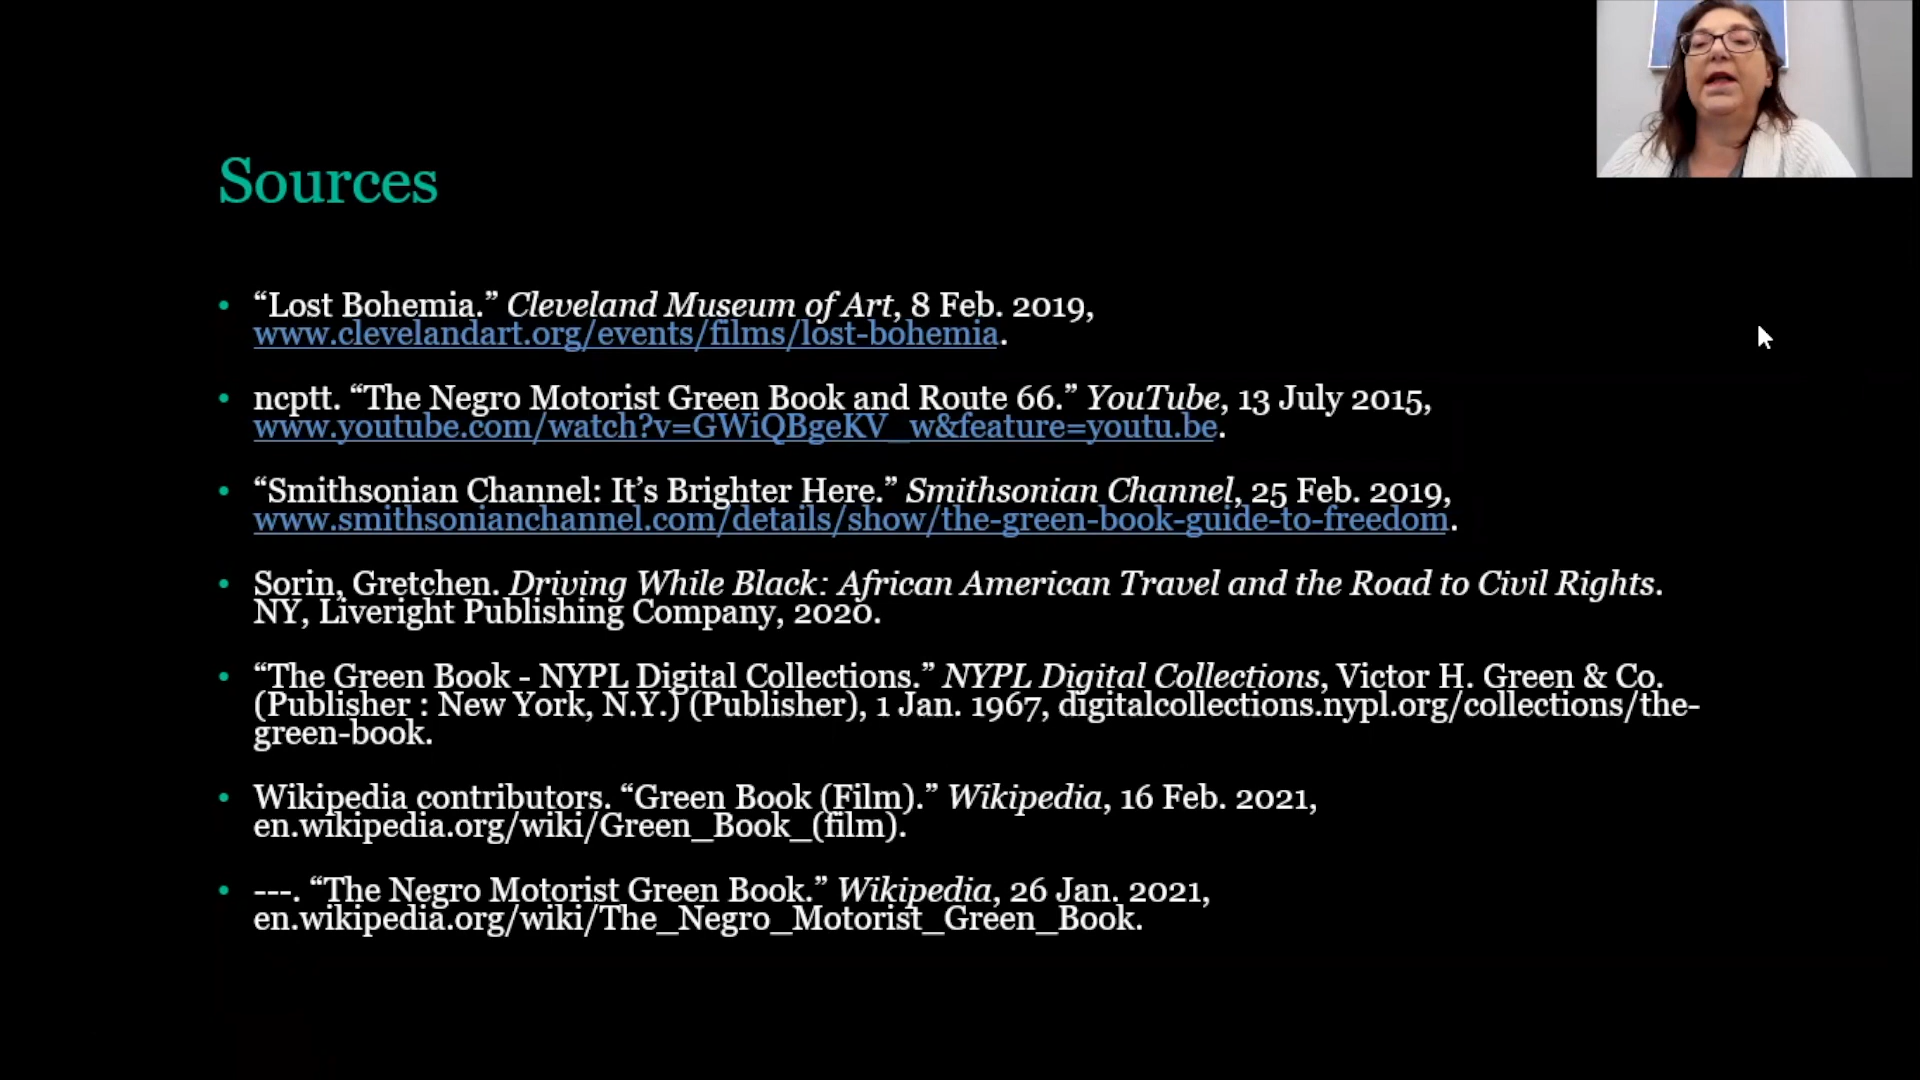 Sources
• “Lost Bohemia.” Cleveland Museum of Art, 8 Feb. 2019,
www.clevelandart.org/events/films/lost-bohemia.
• ncptt. “The Negro Motorist Green Book and Route 66.” YouTube, 13 July 2015,
www.youtube.com/watch?v=GWiQBgeKV_w&feature=youtu.be.
• “Smithsonian Channel: It’s Brighter Here.” Smithsonian Channel, 25 Feb. 2019,
www.smithsonianchannel.com/details/show/the-green-book-guide-to-freedom.
• Sorin, Gretchen. Driving While Black: African American Travel and the Road to Civil Rights.
NY, Liveright Publishing Company, 2020.
• “The Green Book - NYPL Digital Collections.” NYPL Digital Collections, Victor H. Green & Co.
(Publisher : New York, N.Y.) (Publisher), 1 Jan. 1967, digitalcollections.nypl.org/collections/the-
green-book.
• Wikipedia contributors. “Green Book (Film).” Wikipedia, 16 Feb. 2021,
en.wikipedia.org/wiki/Green_Book_(film).
• ---. “The Negro Motorist Green Book.” Wikipedia, 26 Jan. 2021,
en.wikipedia.org/wiki/The_Negro_Motorist_Green_Book.